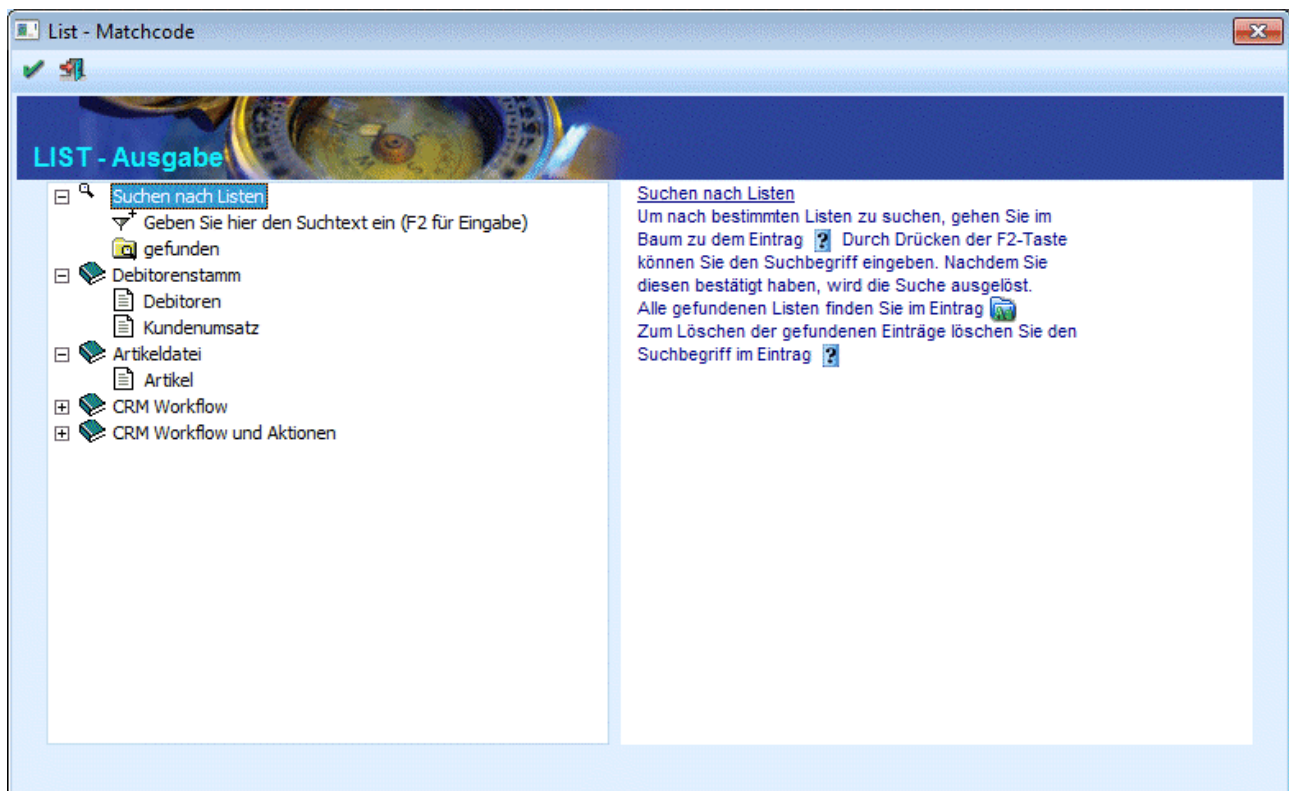 List - Matchcode
LIST - Ausgabe
Suchen nach Listen
Geben Sie hier den Suchtext ein (F2 für Eingabe)
gefunden
Debitorenstamm
Debitoren
Kundenumsatz
Artikeldatei
Artikel
CRM Workflow
CRM Workflow und Aktionen
Suchen nach Listen
Um nach bestimmten Listen zu suchen, gehen Sie im
Baum zu dem Eintrag ? Durch Drücken der F2-Taste
können Sie den Suchbegriff eingeben. Nachdem Sie
diesen bestätigt haben, wird die Suche ausgelöst.
Alle gefundenen Listen finden Sie im Eintrag
Zum Löschen der gefundenen Einträge löschen Sie den
Suchbegriff im Eintrag ?